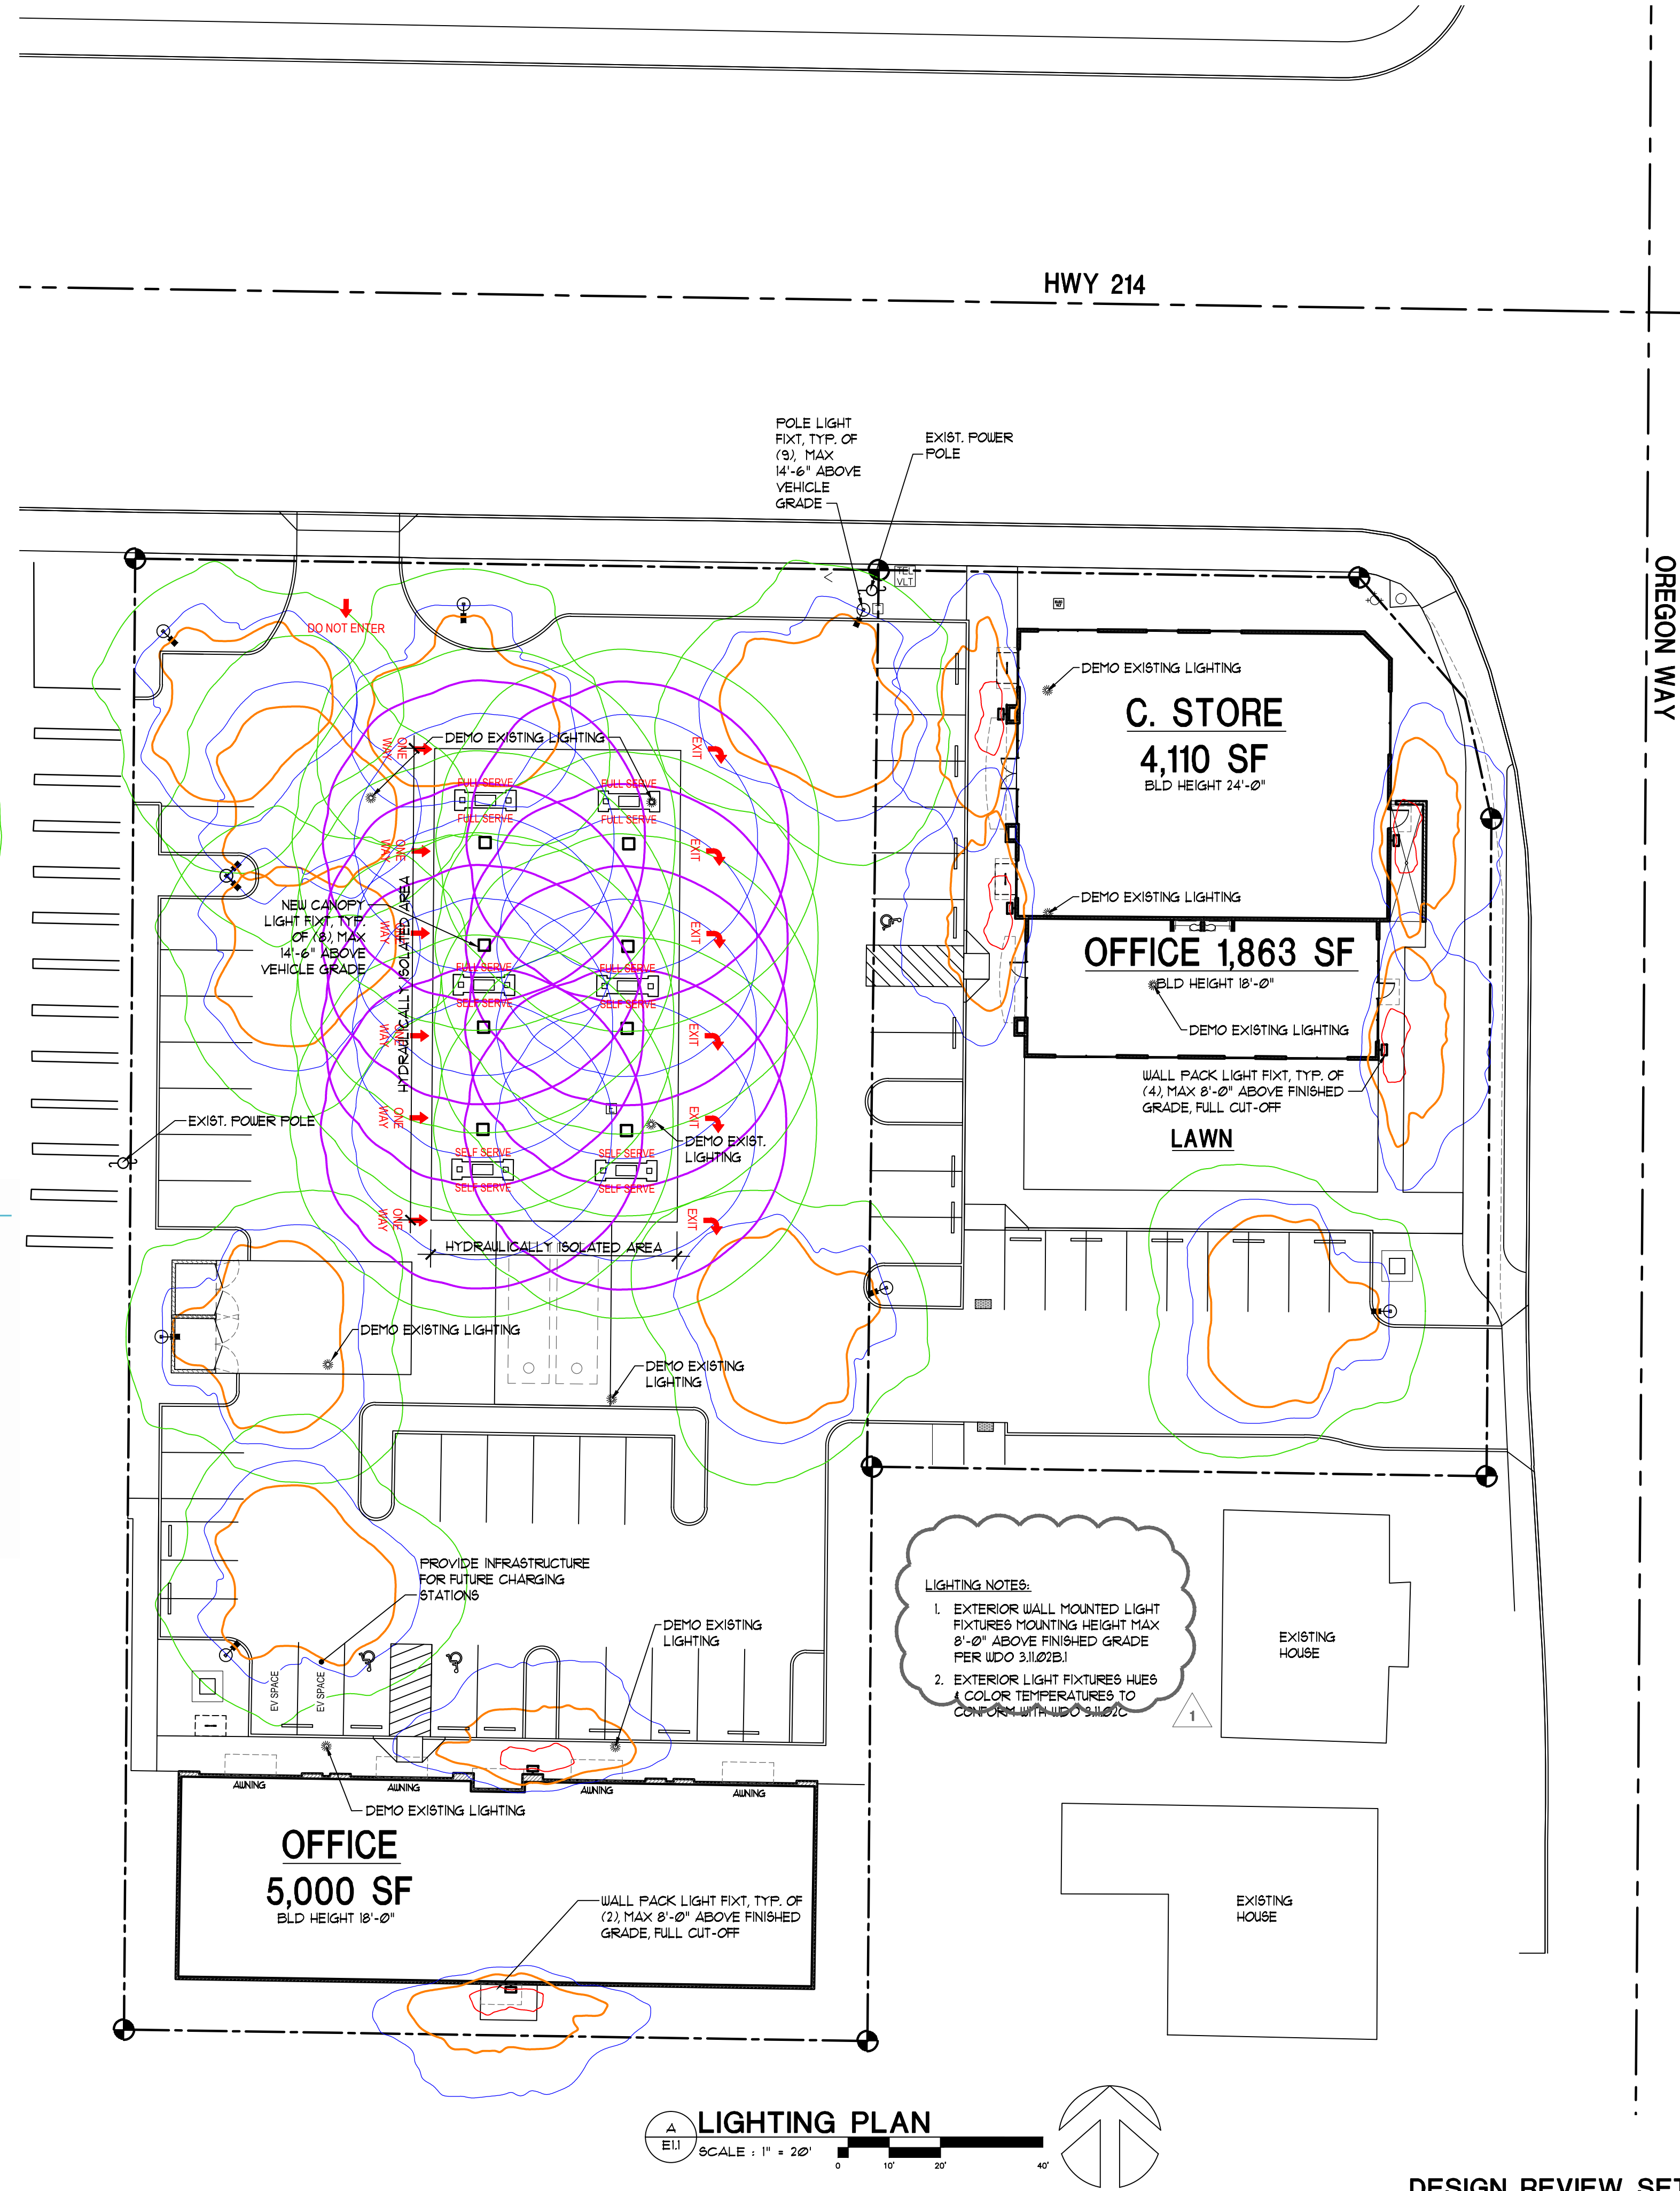 HWY 214
OREGON WAY
POLE LIGHT
FIXT, TYP. OF
(9), MAX
14'-6" ABOVE
VEHICLE
GRADE
EXIST. POWER
POLE
TEL
VLT
DO NOT ENTER
DEMO EXISTING LIGHTING
C. STORE
4,110 SF
BLD HEIGHT 24'-0"
DEMO EXISTING LIGHTING
ONE
WAY
EXIT
FULL SERVE
FULL SERVE
FULL SERVE
FULL SERVE
ONE
WAY
EXIT
DEMO EXISTING LIGHTING
NEW CANOPY
LIGHT FIXT, TYP.
OF (8), MAX
14'-6" ABOVE
VEHICLE GRADE
HYDRAULICALLY ISOLATED AREA
ONE
WAY
EXIT
OFFICE 1,863 SF
BLD HEIGHT 18'-0"
FULL SERVE
FULL SERVE
SELF SERVE
SELF SERVE
DEMO EXISTING LIGHTING
ONE
WAY
EXIT
WALL PACK LIGHT FIXT, TYP. OF
(4), MAX 8'-0" ABOVE FINISHED
GRADE, FULL CUT-OFF
LAWN
EXIST. POWER POLE
ONE
WAY
EXIT
DEMO EXIST.
LIGHTING
SELF SERVE
SELF SERVE
SELF SERVE
SELF SERVE
ONE
WAY
EXIT
HYDRAULICALLY ISOLATED AREA
DEMO EXISTING LIGHTING
DEMO EXISTING
LIGHTING
PROVIDE INFRASTRUCTURE
FOR FUTURE CHARGING
STATIONS
LIGHTING NOTES:
1. EXTERIOR WALL MOUNTED LIGHT
FIXTURES MOUNTING HEIGHT MAX
8'-0" ABOVE FINISHED GRADE
PER WDO 3.11.02B.1
2. EXTERIOR LIGHT FIXTURES HUES
& COLOR TEMPERATURES TO
CONFORM WITH WDO 3.11.02C
1
EXISTING
HOUSE
DEMO EXISTING
LIGHTING
EV SPACE
EV SPACE
AWNING
AWNING
AWNING
AWNING
DEMO EXISTING LIGHTING
OFFICE
5,000 SF
BLD HEIGHT 18'-0"
WALL PACK LIGHT FIXT, TYP. OF
(2), MAX 8'-0" ABOVE FINISHED
GRADE, FULL CUT-OFF
EXISTING
HOUSE
A
E1.1
LIGHTING PLAN
SCALE : 1" = 20'
0 10' 20' 40'
DESIGN REVIEW SET